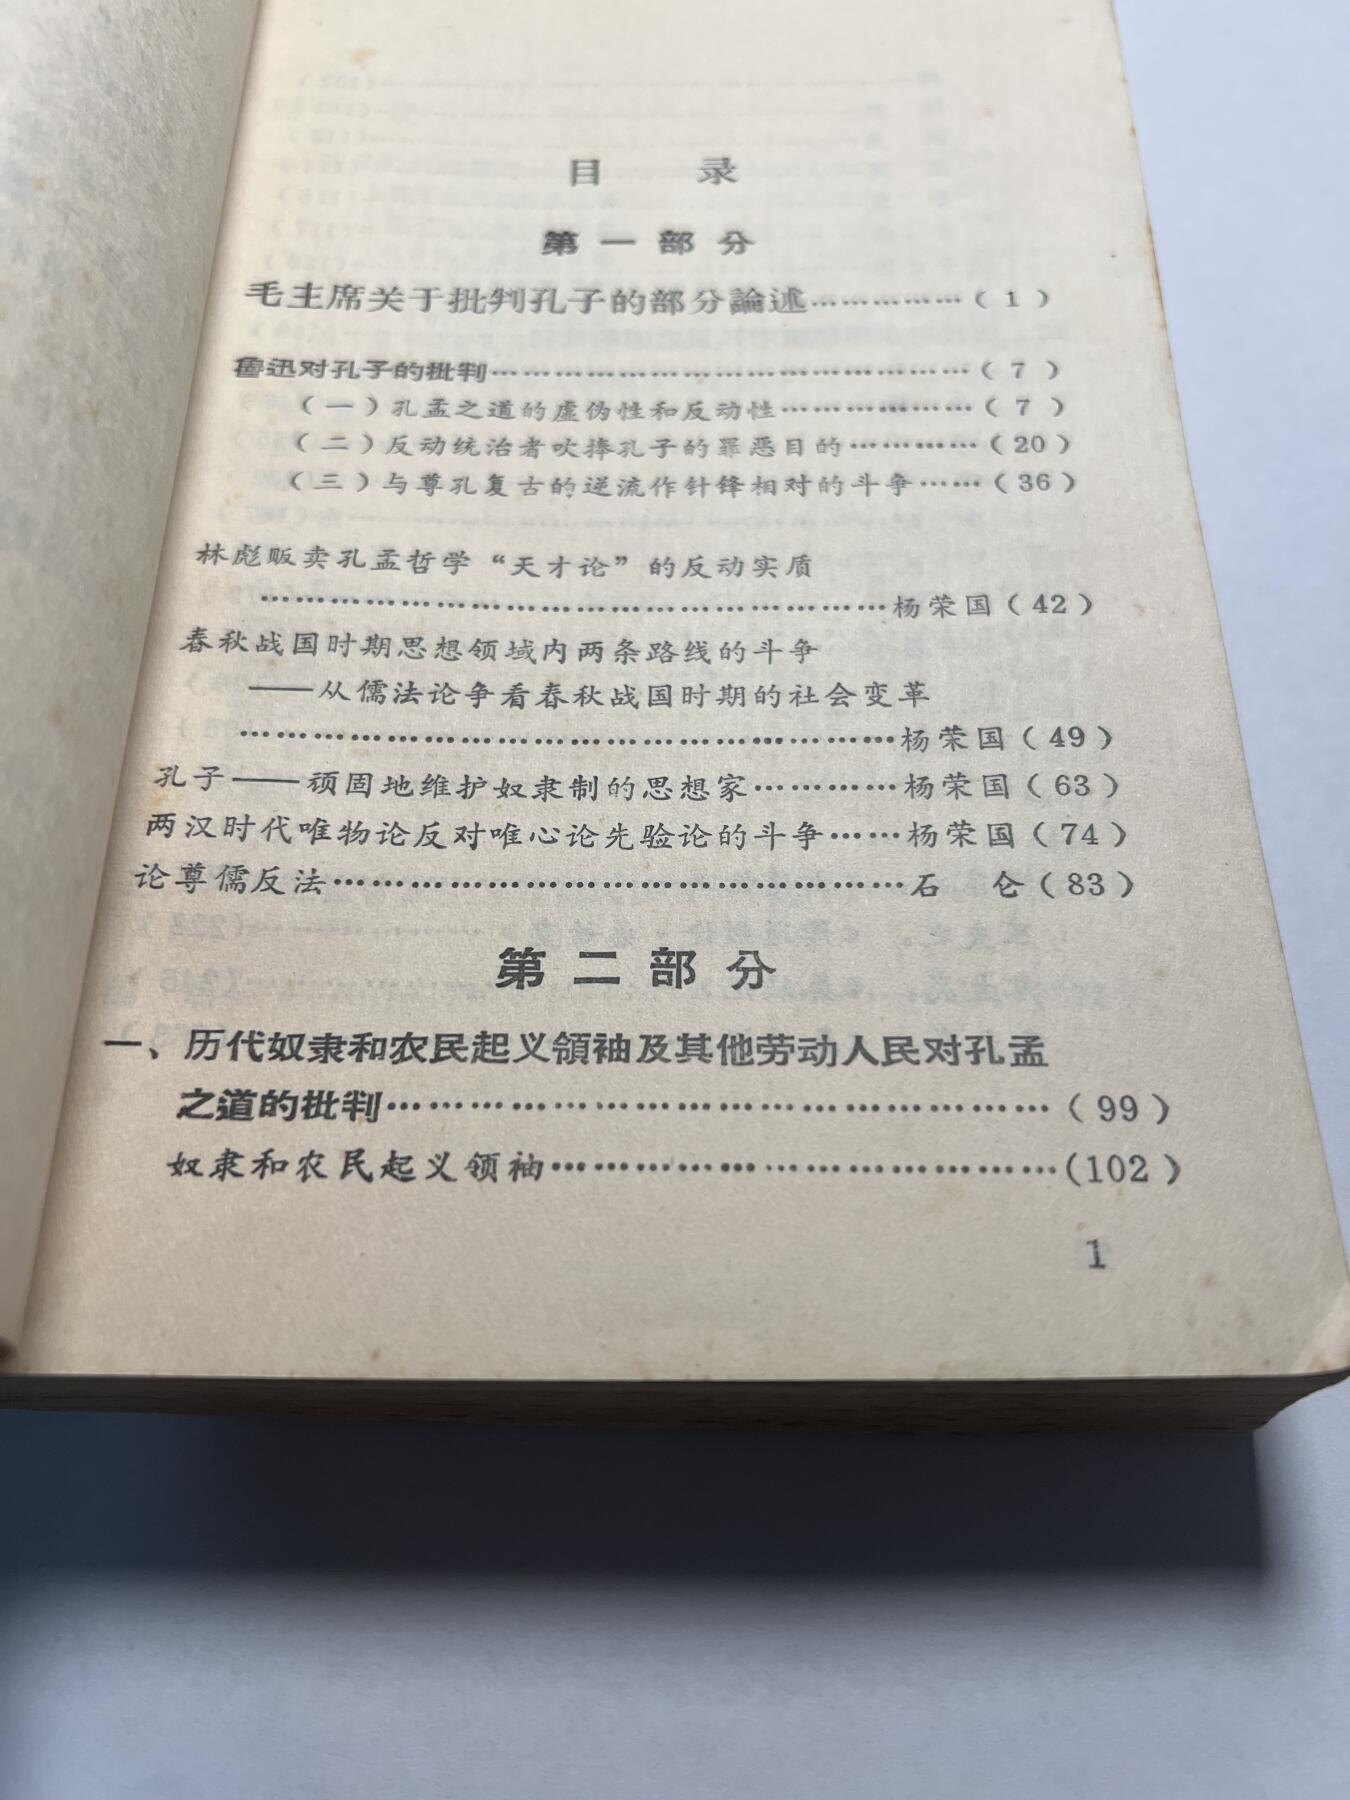 目　　录
第一部分
毛主席关于批判孔子的部分論述……………（1）
鲁迅对孔子的批判……………………………………………（7）
（一）孔孟之道的虚伪性和反动性…………………（7）
（二）反动统治者吹捧孔子的罪恶目的…………（20）
（三）与尊孔复古的逆流作针锋相对的斗争……（36）
林彪贩卖孔孟哲学“天才论”的反动实质
…………………………………………………………杨荣国（42）
春秋战国时期思想领域内两条路线的斗争
——从儒法论争看春秋战国时期的社会变革
…………………………………………………………杨荣国（49）
孔子——顽固地维护奴隶制的思想家…………杨荣国（63）
两汉时代唯物论反对唯心论先验论的斗争……杨荣国（74）
论尊儒反法…………………………………………石　仑（83）
第二部分
一、历代奴隶和农民起义領袖及其他劳动人民对孔孟
之道的批判………………………………………………（99）
奴隶和农民起义领袖…………………………………（102）
1